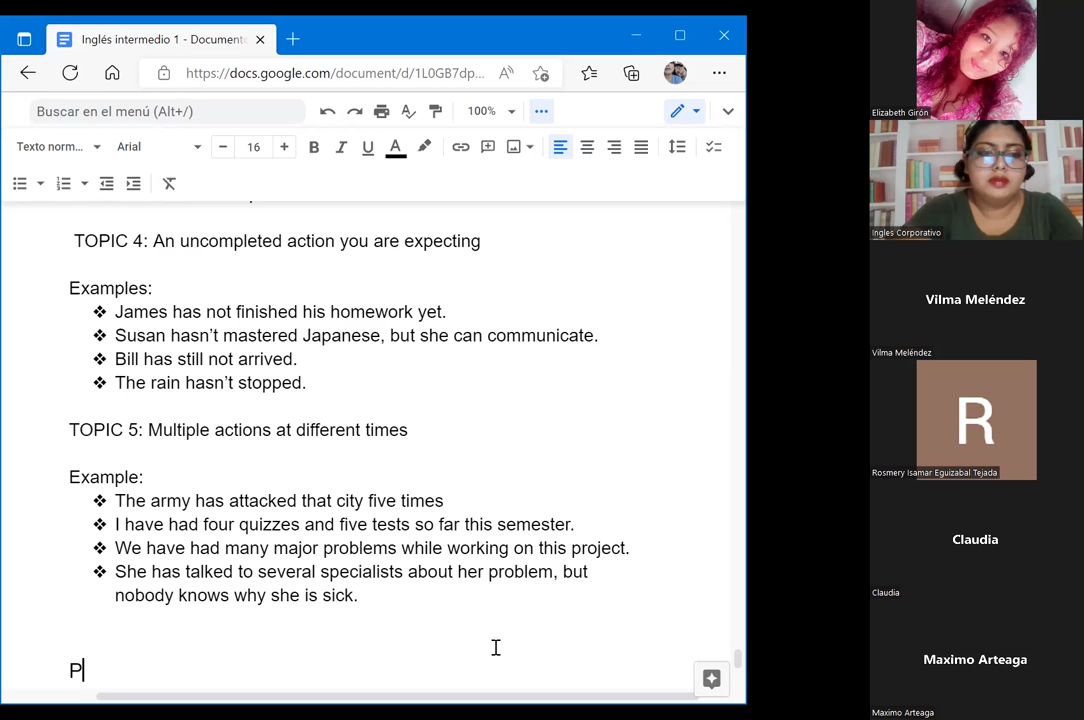 Inglés intermedio 1 - Documento
https://docs.google.com/document/d/1L0GB7dp...
Buscar en el menú (Alt+/)
100%
Texto norm...
Arial
16
TOPIC 4: An uncompleted action you are expecting
Examples:
❖ James has not finished his homework yet.
❖ Susan hasn’t mastered Japanese, but she can communicate.
❖ Bill has still not arrived.
❖ The rain hasn’t stopped.
TOPIC 5: Multiple actions at different times
Example:
❖ The army has attacked that city five times
❖ I have had four quizzes and five tests so far this semester.
❖ We have had many major problems while working on this project.
❖ She has talked to several specialists about her problem, but
nobody knows why she is sick.
P
Elizabeth Girón
Ingles Corporativo
Vilma Meléndez
Vilma Meléndez
R
Rosmery Isamar Eguizabal Tejada
Claudia
Claudia
Maximo Arteaga
Maximo Arteaga